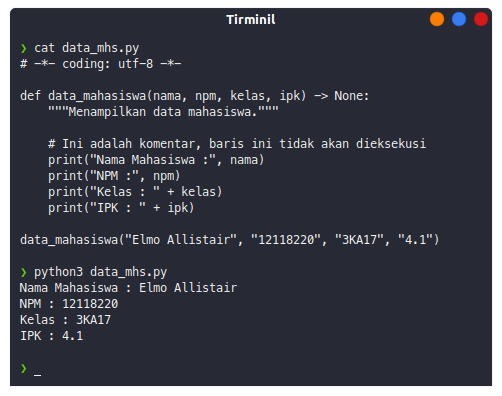 Tirminil
❯ cat data_mhs.py
# -*- coding: utf-8 -*-
def data_mahasiswa(nama, npm, kelas, ipk) -> None:
    """Menampilkan data mahasiswa."""
    # Ini adalah komentar, baris ini tidak akan dieksekusi
    print("Nama Mahasiswa :", nama)
    print("NPM :", npm)
    print("Kelas : " + kelas)
    print("IPK : " + ipk)
data_mahasiswa("Elmo Allistair", "12118220", "3KA17", "4.1")
❯ python3 data_mhs.py
Nama Mahasiswa : Elmo Allistair
NPM : 12118220
Kelas : 3KA17
IPK : 4.1
❯ _